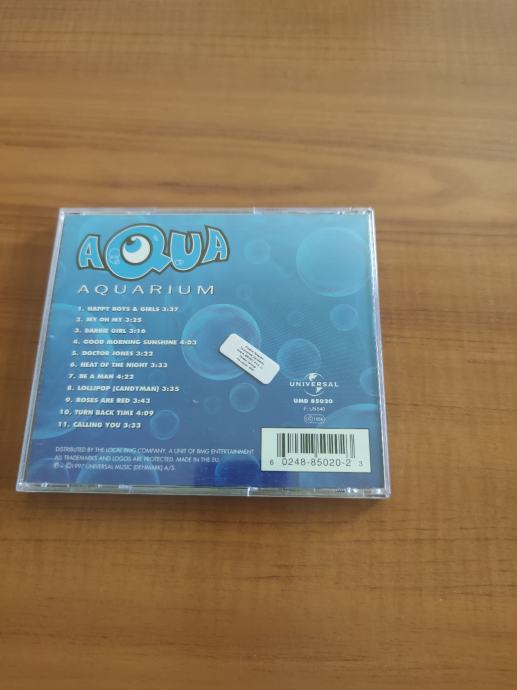 AQUA
AQUARIUM
1. HAPPY BOYS & GIRLS 3:37
2. MY OH MY 3:25
3. BARBIE GIRL 3:16
4. GOOD MORNING SUNSHINE 4:03
5. DOCTOR JONES 3:22
6. HEAT OF THE NIGHT 3:33
7. BE A MAN 4:22
8. LOLLIPOP (CANDYMAN) 3:35
9. ROSES ARE RED 3:43
10. TURN BACK TIME 4:09
11. CALLING YOU 3:33
UNIVERSAL
UMD 85020
DISTRIBUTED BY THE LOCAL BMG COMPANY, A UNIT OF BMG ENTERTAINMENT
ALL TRADEMARKS AND LOGOS ARE PROTECTED. MADE IN THE EU.
℗ + © 1997 UNIVERSAL MUSIC (DENMARK) A/S.
6 0248-85020-2 3